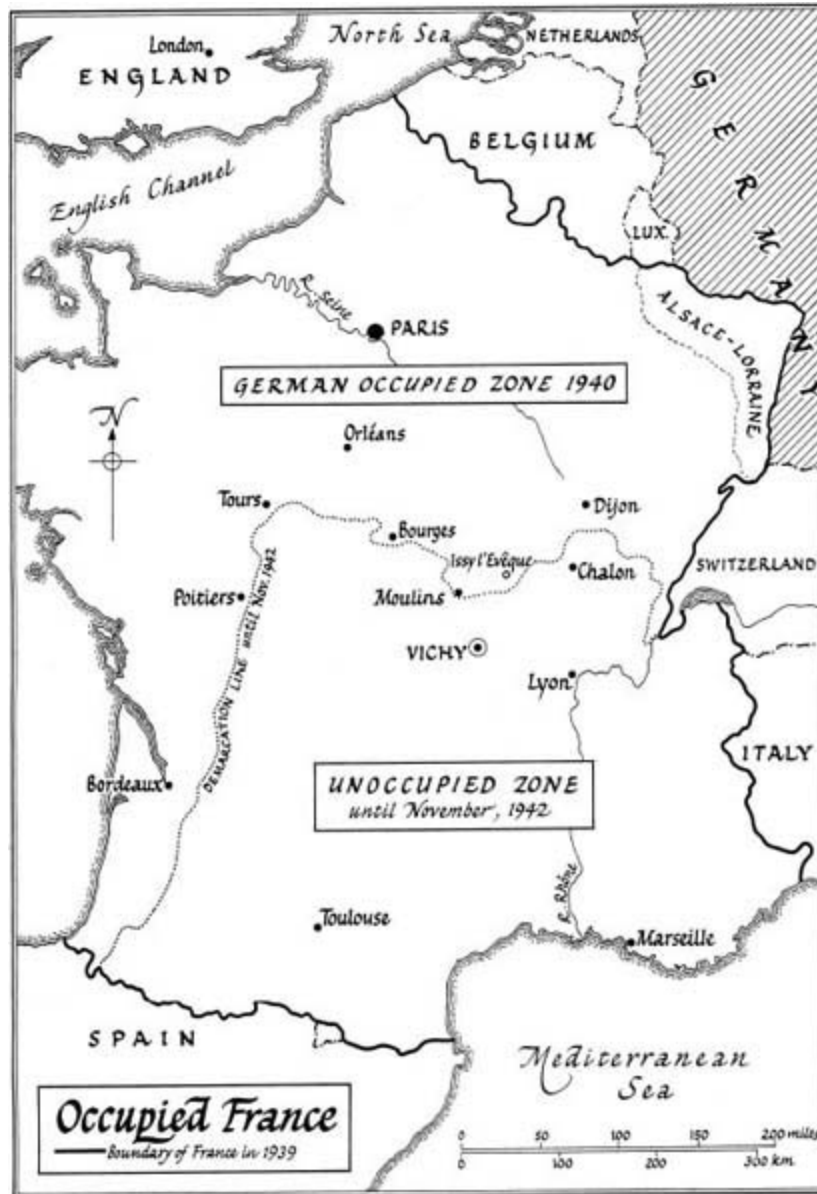 North Sea
NETHERLANDS
London
ENGLAND
GERMANY
BELGIUM
English Channel
LUX.
R. Seine
PARIS
ALSACE-LORRAINE
GERMAN OCCUPIED ZONE 1940
N
Orléans
Tours
Dijon
Bourges
Issy l'Evêque
SWITZERLAND
Chalon
Poitiers
Moulins
DEMARCATION LINE until Nov. 1942
VICHY
Lyon
ITALY
UNOCCUPIED ZONE
until November, 1942
Bordeaux
R. Rhône
Toulouse
Marseille
SPAIN
Mediterranean
Sea
Occupied France
Boundary of France in 1939
0 50 100 150 200 miles
0 100 200 300 km